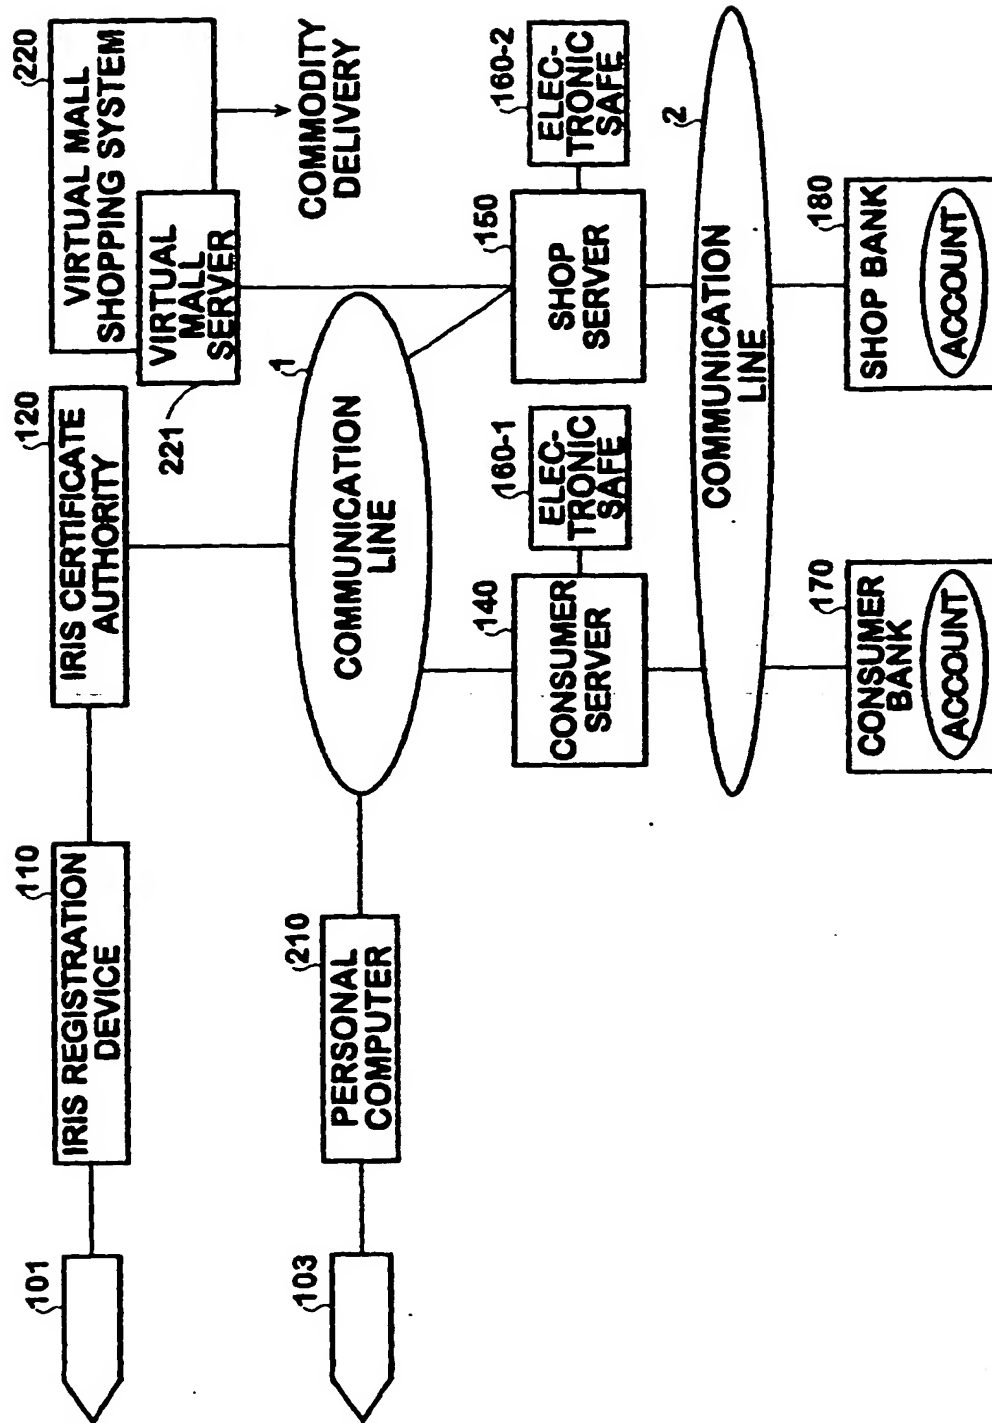 101
110
IRIS REGISTRATION
DEVICE
120
IRIS CERTIFICATE
AUTHORITY
220
VIRTUAL MALL
SHOPPING SYSTEM
VIRTUAL
MALL
SERVER
221
COMMODITY
DELIVERY
103
210
PERSONAL
COMPUTER
1
COMMUNICATION
LINE
140
CONSUMER
SERVER
160-1
ELEC-
TRONIC
SAFE
150
SHOP
SERVER
160-2
ELEC-
TRONIC
SAFE
2
COMMUNICATION
LINE
170
CONSUMER
BANK
ACCOUNT
180
SHOP BANK
ACCOUNT